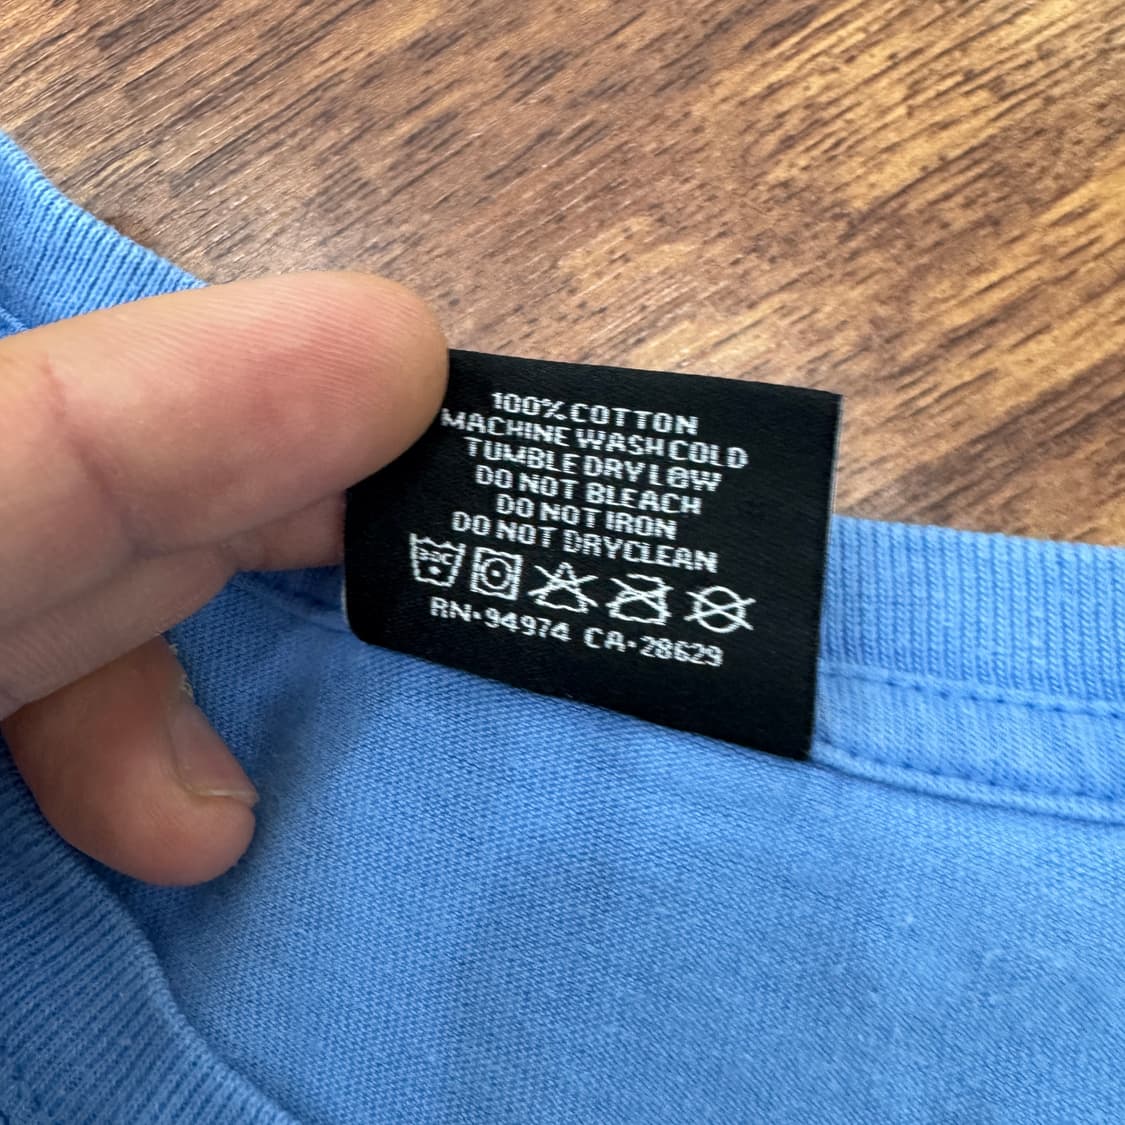 100% COTTON
MACHINE WASH COLD
TUMBLE DRY LOW
DO NOT BLEACH
DO NOT IRON
DO NOT DRYCLEAN
30C
RN·94974 CA·28629